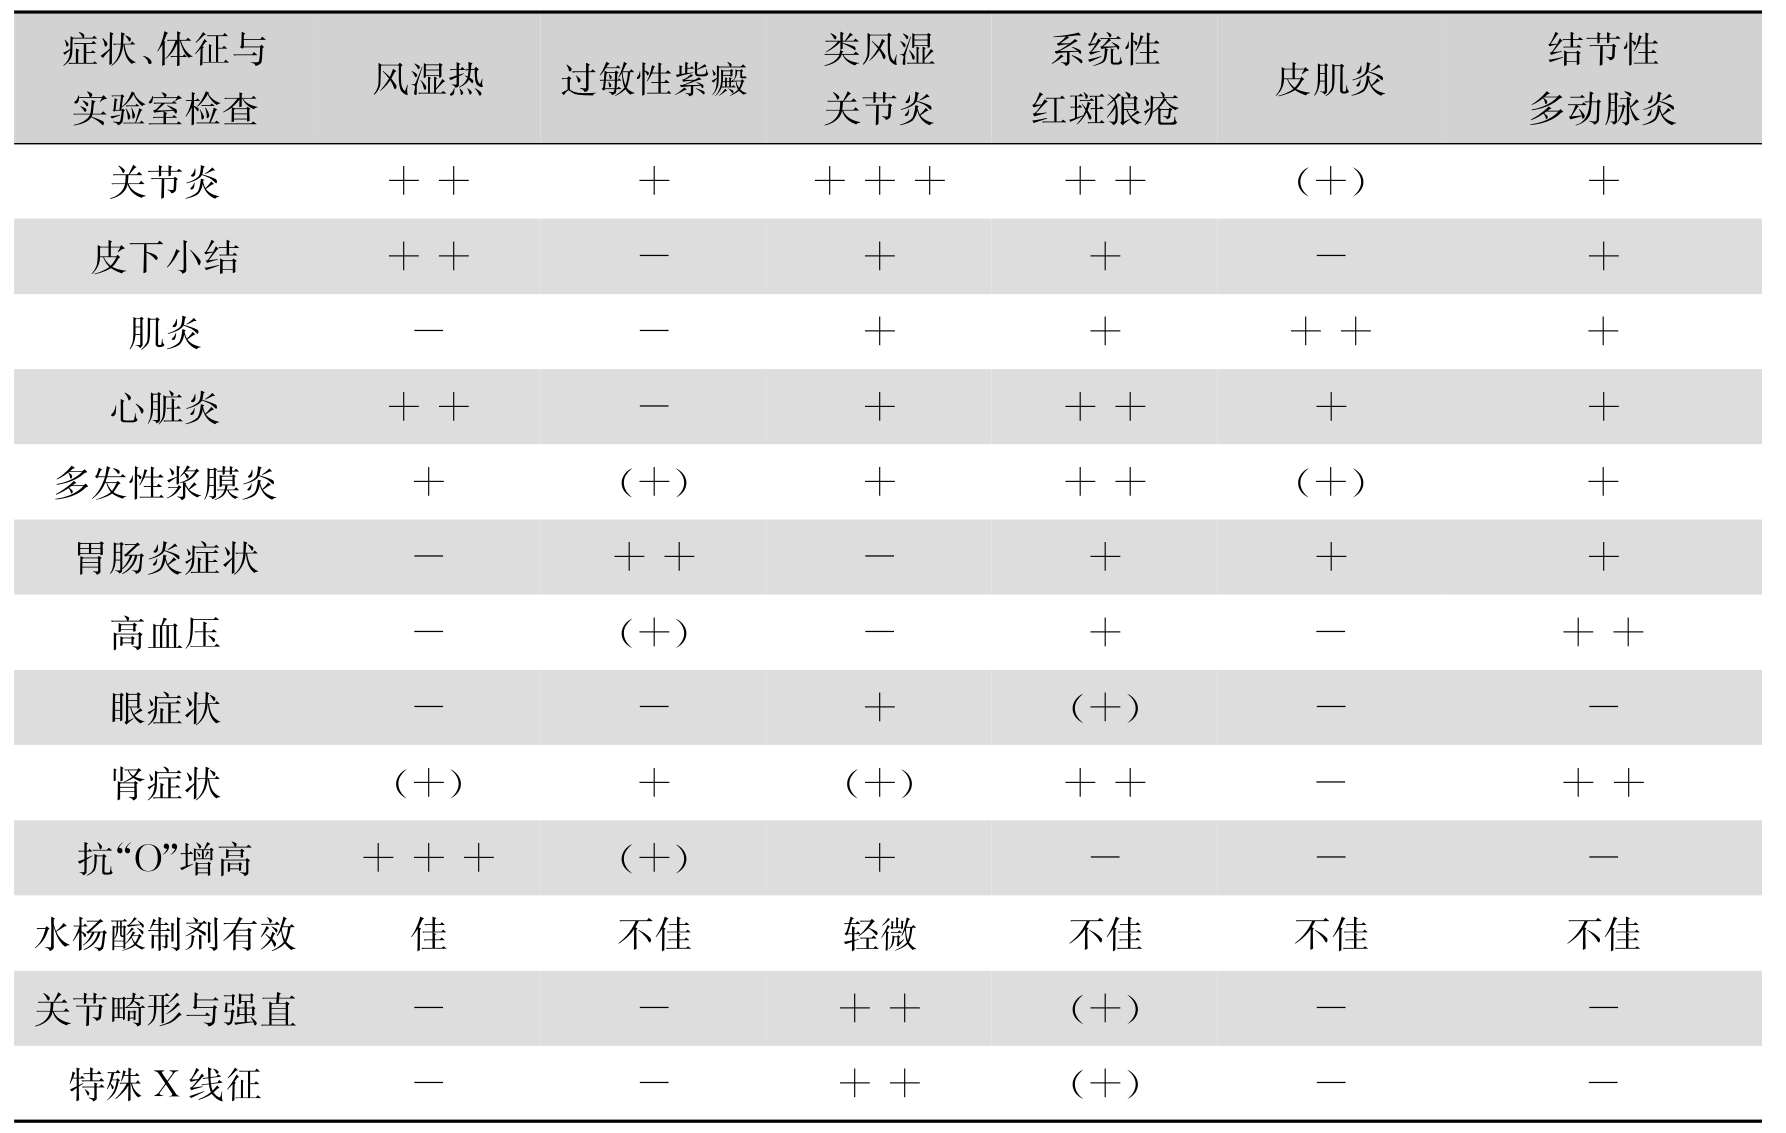 症状、体征与实验室检查 风湿热 过敏性紫癜 类风湿关节炎 系统性红斑狼疮 皮肌炎 结节性多动脉炎
关节炎 ++ + +++ ++ (+) +
皮下小结 ++ − + + − +
肌炎 − − + + ++ +
心脏炎 ++ − + ++ + +
多发性浆膜炎 + (+) + ++ (+) +
胃肠炎症状 − ++ − + + +
高血压 − (+) − + − ++
眼症状 − − + (+) − −
肾症状 (+) + (+) ++ − ++
抗“O”增高 +++ (+) + − − −
水杨酸制剂有效 佳 不佳 轻微 不佳 不佳 不佳
关节畸形与强直 − − ++ (+) − −
特殊 X 线征 − − ++ (+) − −